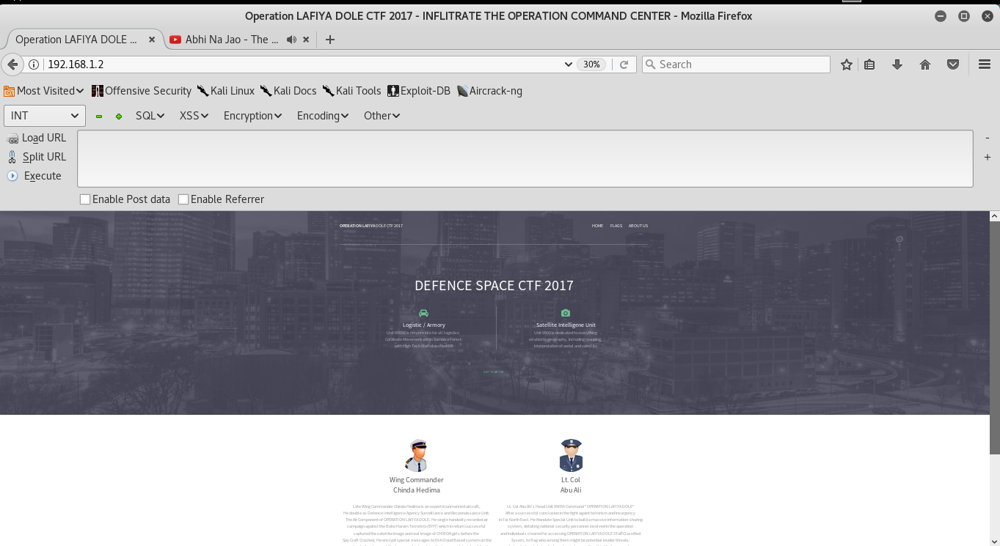 Operation LAFIYA DOLE CTF 2017 - INFLITRATE THE OPERATION COMMAND CENTER - Mozilla Firefox
Operation LAFIYA DOLE ...
Abhi Na Jao - The ...
192.168.1.2
30%
Search
Most Visited
Offensive Security
Kali Linux
Kali Docs
Kali Tools
Exploit-DB
Aircrack-ng
INT
SQL
XSS
Encryption
Encoding
Other
Load URL
Split URL
Execute
-
+
Enable Post data
Enable Referrer
OPERATION LAFIYA DOLE CTF 2017
HOME
FLAGS
ABOUT US
DEFENCE SPACE CTF 2017
Logistic / Armory
Unit 99656 is responsible for all logistics.
Cordinate Movement within Sambisa Forest.
with High Tech Start
Satellite Intelligene Unit
Unit 9900 is dedicated to everything
related to geography, including mapping,
interpretation of aerial and satellite
GET STARTED
Wing Commander
Chinda Hedima
Late Wing Commander Chinda Hedima is an expert in unmanned aircraft,
He double as Defence Intelligence Agency Surveillance and Reconnaissance Unit.
The Air Component of OPERATION LAFIYA DOLE. He single handedly recorded air
campaign against the Boko Haram Terrorists (BHT) which in return successful
captured the satellite image and real image of CHIBOK girls before the
Spy Craft Crashed, He encrypt special messages to DIA Cloud Based system on the
Lt. Col
Abu Ali
Lt. Col Abu Ali's Head Unit 99656 Command "OPERATION LAFIYA DOLE"
After a successful conclusion in the fight againt terrorism and insurgency
in Far North East. He Mandate Special Unit to build a massive information-sharing
system, detailing national security personnel involved in the operation
and individuals cleared for accessing OPERATION LAFIYA DOLE Staff Classified
System, to flag who among them might be potential insider threats.